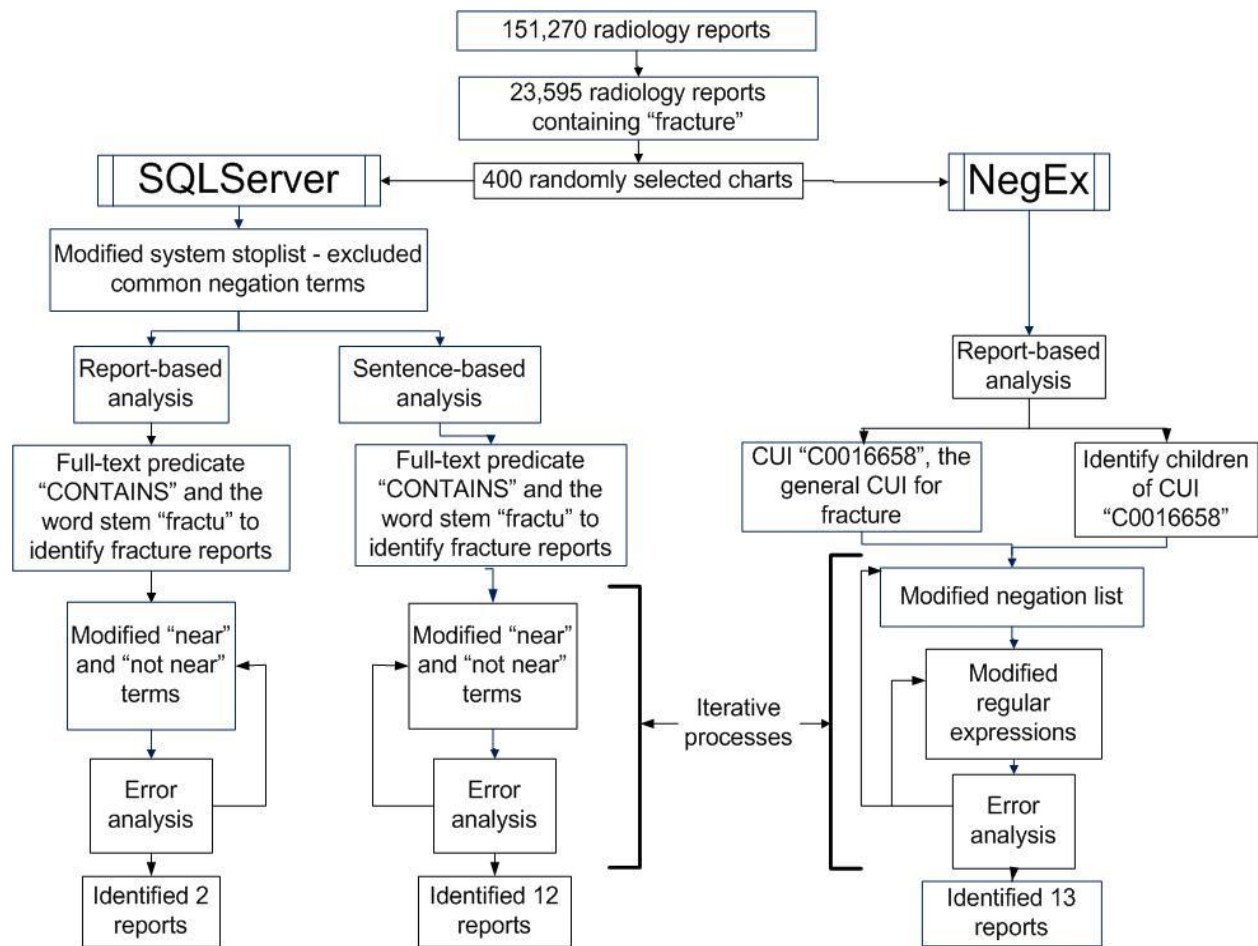 151,270 radiology reports
23,595 radiology reports
containing “fracture”
400 randomly selected charts
SQLServer
NegEx
Modified system stoplist - excluded
common negation terms
Report-based
analysis
Sentence-based
analysis
Report-based
analysis
Full-text predicate
“CONTAINS” and the
word stem “fractu” to
identify fracture reports
Full-text predicate
“CONTAINS” and the
word stem “fractu” to
identify fracture reports
CUI “C0016658”, the
general CUI for
fracture
Identify children
of CUI
“C0016658”
Modified “near”
and “not near”
terms
Modified “near”
and “not near”
terms
Iterative
processes
Modified negation list
Modified
regular
expressions
Error
analysis
Error
analysis
Error
analysis
Identified 2
reports
Identified 12
reports
Identified 13
reports